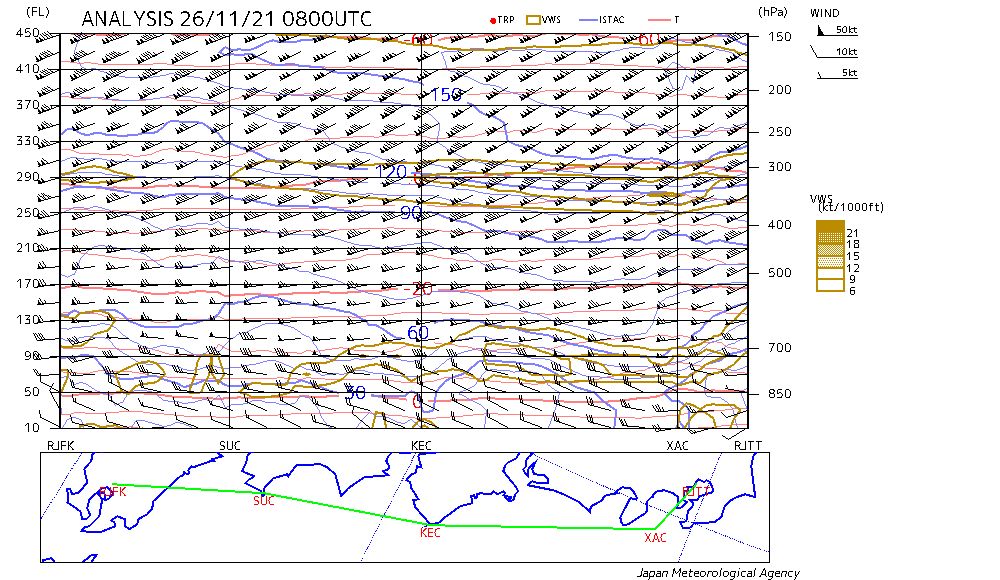 (FL) ANALYSIS 26/11/21 0800UTC TRP VWS ISTAC T (hPa) WIND
450 -60 60 150 50kt
410 10kt
5kt
370 150 200
330 250
290 120 300
250 90 VWS
(kt/1000ft)
210 400 21
18
170 -20 500 15
12
130 60 9
6
90 700
50 30 0 850
10
RJFK SUC KEC XAC RJTT
RJFK SUC KEC XAC RJTT
Japan Meteorological Agency